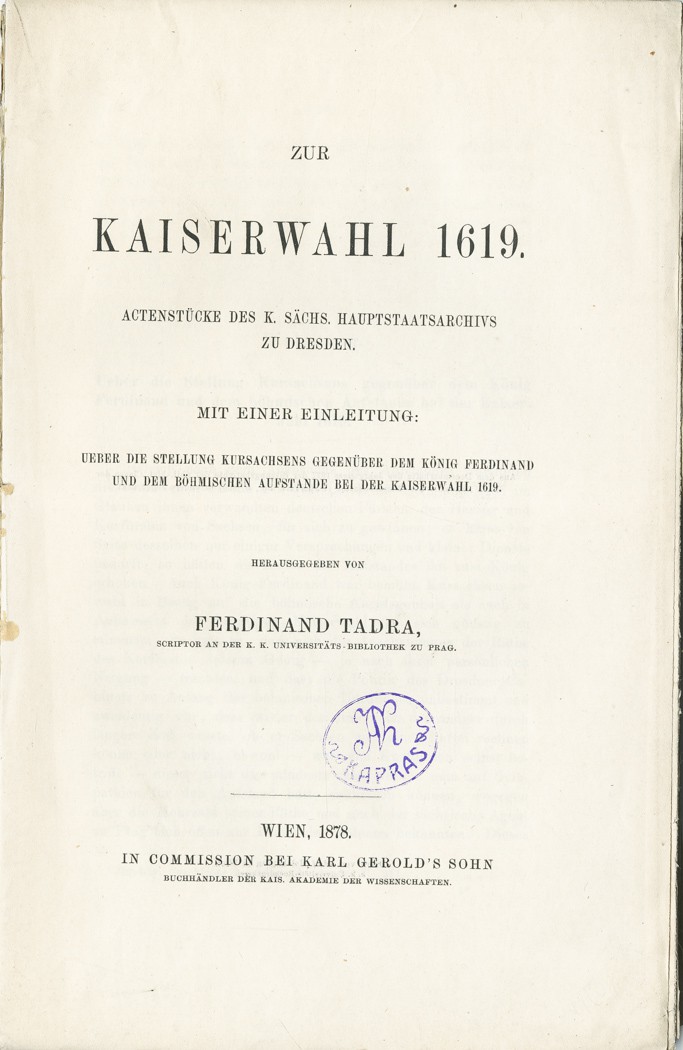 ZUR
KAISERWAHL 1619.
ACTENSTÜCKE DES K. SÄCHS. HAUPTSTAATSARCHIVS
ZU DRESDEN.
MIT EINER EINLEITUNG:
UEBER DIE STELLUNG KURSACHSENS GEGENÜBER DEM KÖNIG FERDINAND
UND DEM BÖHMISCHEN AUFSTANDE BEI DER KAISERWAHL 1619.
HERAUSGEGEBEN VON
FERDINAND TADRA,
SCRIPTOR AN DER K. K. UNIVERSITÄTS-BIBLIOTHEK ZU PRAG.
KAPRAS
WIEN, 1878.
IN COMMISSION BEI KARL GEROLD'S SOHN
BUCHHÄNDLER DER KAIS. AKADEMIE DER WISSENSCHAFTEN.